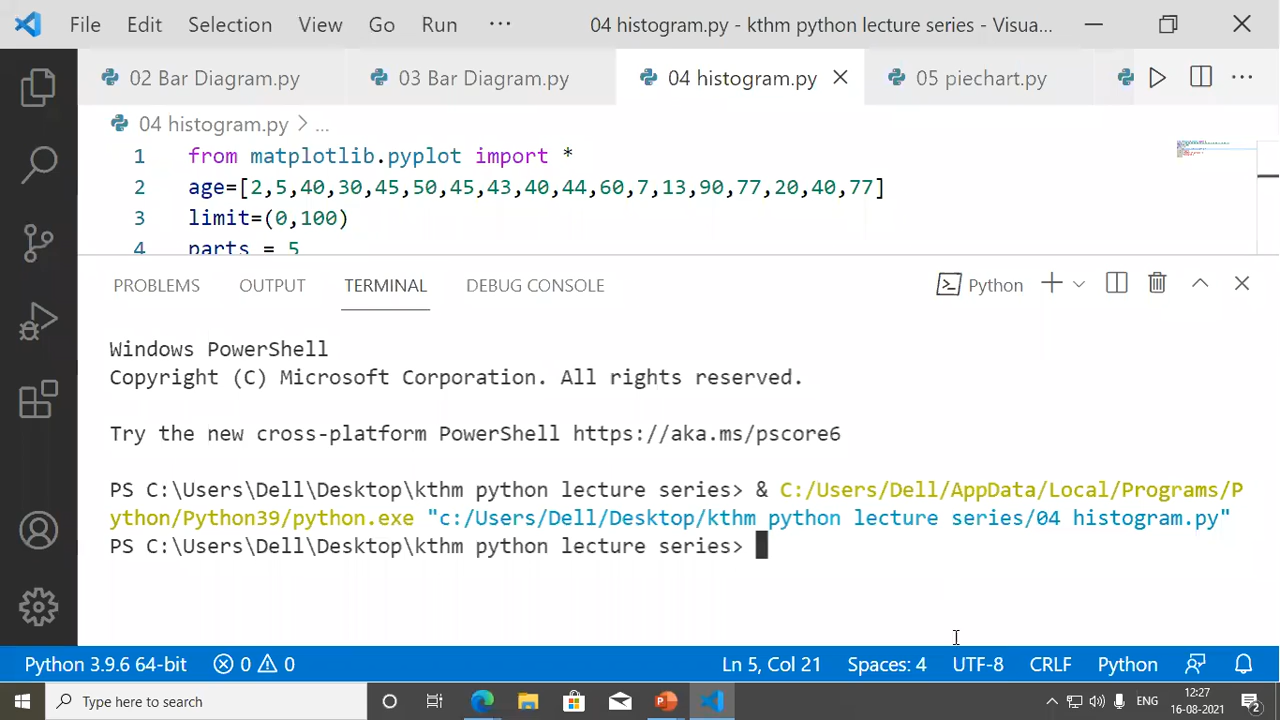 File Edit Selection View Go Run ··· 04 histogram.py - kthm python lecture series - Visua...
02 Bar Diagram.py 03 Bar Diagram.py 04 histogram.py 05 piechart.py
04 histogram.py > ...
1 from matplotlib.pyplot import *
2 age=[2,5,40,30,45,50,45,43,40,44,60,7,13,90,77,20,40,77]
3 limit=(0,100)
4 parts = 5
PROBLEMS OUTPUT TERMINAL DEBUG CONSOLE Python
Windows PowerShell
Copyright (C) Microsoft Corporation. All rights reserved.
Try the new cross-platform PowerShell https://aka.ms/pscore6
PS C:\Users\Dell\Desktop\kthm python lecture series> & C:/Users/Dell/AppData/Local/Programs/P
ython/Python39/python.exe "c:/Users/Dell/Desktop/kthm python lecture series/04 histogram.py"
PS C:\Users\Dell\Desktop\kthm python lecture series>
Python 3.9.6 64-bit 0 0 Ln 5, Col 21 Spaces: 4 UTF-8 CRLF Python
Type here to search ENG 12:27
16-08-2021 2